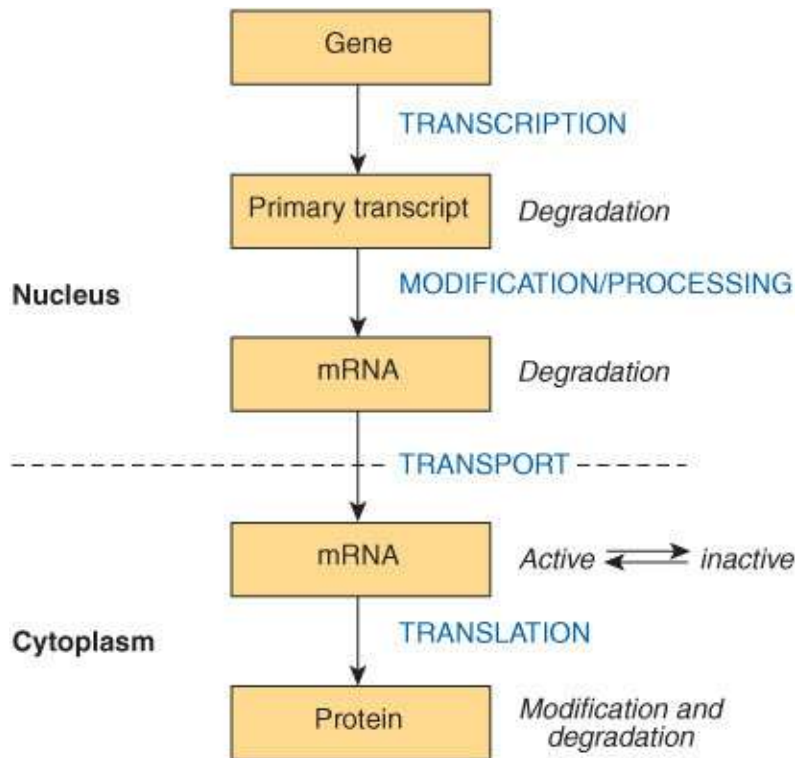 Gene
TRANSCRIPTION
Primary transcript
Degradation
MODIFICATION/PROCESSING
Nucleus
mRNA
Degradation
TRANSPORT
mRNA
Active inactive
TRANSLATION
Cytoplasm
Protein
Modification and
degradation